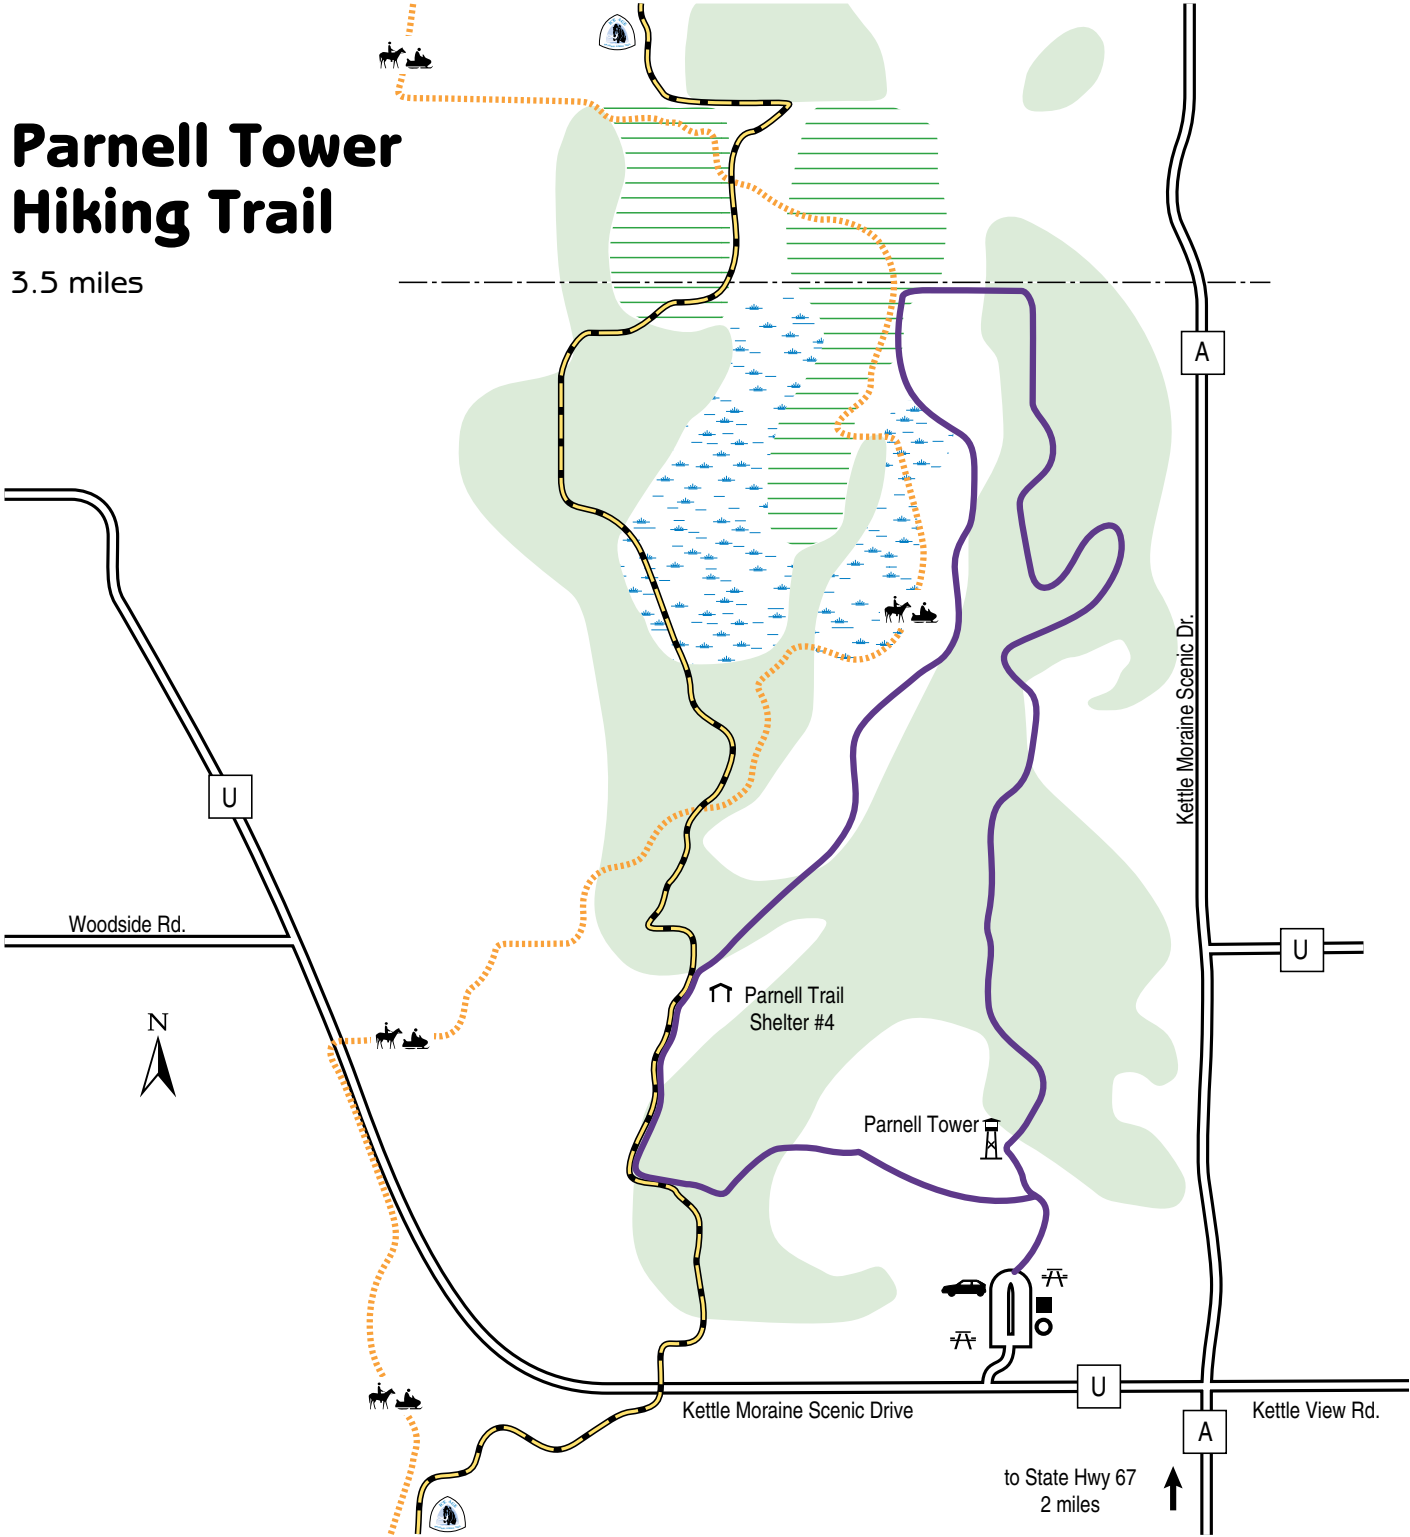 Parnell Tower
Hiking Trail
3.5 miles
A
Kettle Moraine Scenic Dr.
U
Woodside Rd.
U
N
Parnell Trail
Shelter #4
Parnell Tower
U
Kettle Moraine Scenic Drive
Kettle View Rd.
A
to State Hwy 67
2 miles